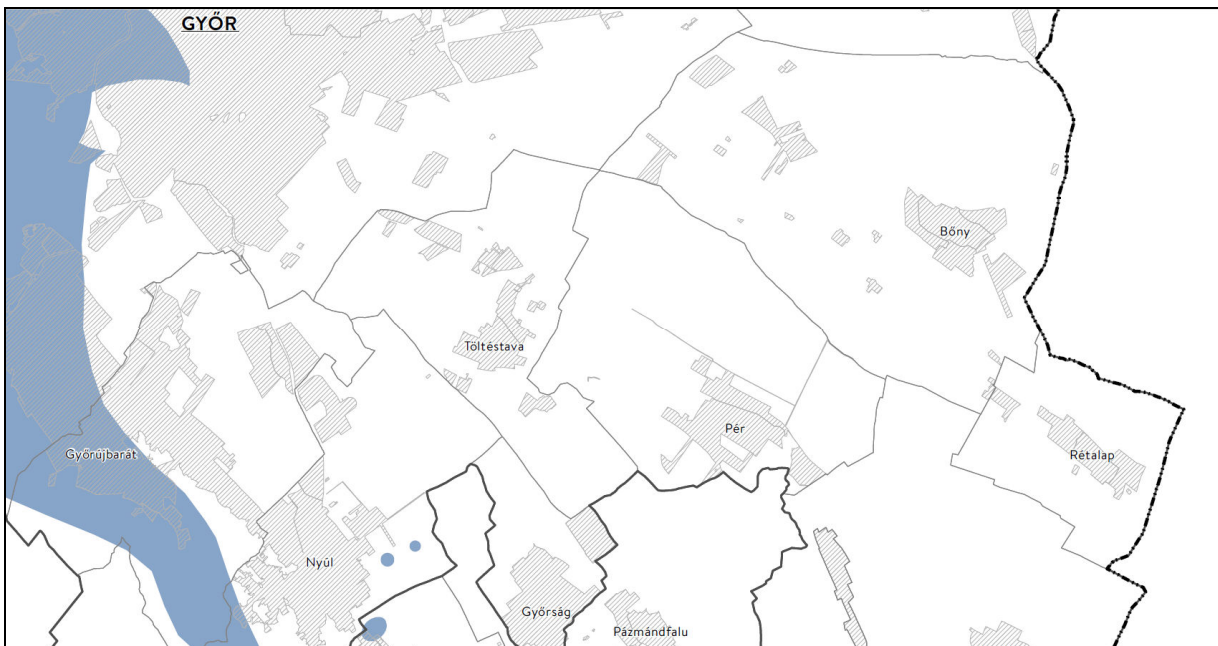 GYŐR
Bőny
Töltéstava
Pér
Győrújbarát
Rétalap
Nyúl
Győrság
Pázmándfalu